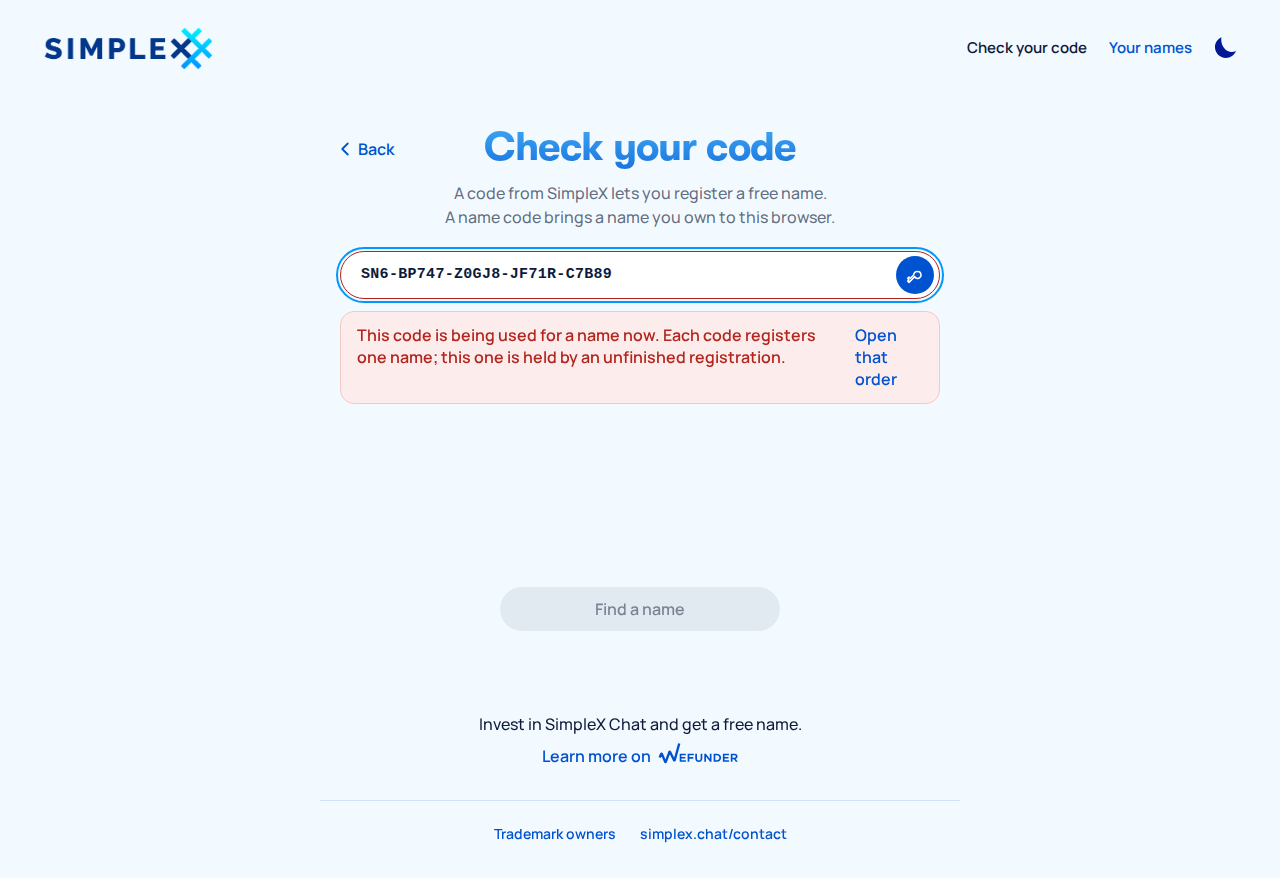 SIMPLEX
Check your code
Your names
Back
Check your code
A code from SimpleX lets you register a free name.
A name code brings a name you own to this browser.
SN6-BP747-Z0GJ8-JF71R-C7B89
This code is being used for a name now. Each code registers
one name; this one is held by an unfinished registration.
Open
that
order
Find a name
Invest in SimpleX Chat and get a free name.
Learn more on WEFUNDER
Trademark owners
simplex.chat/contact